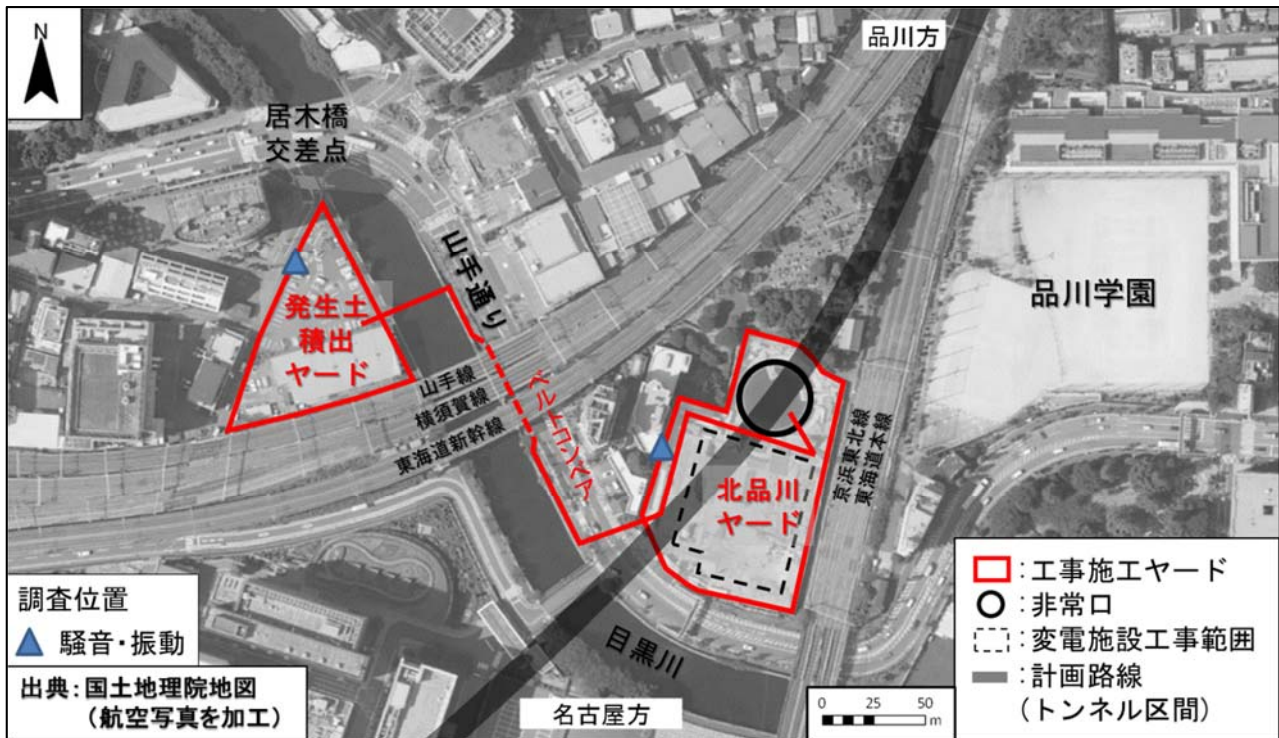 N
品川方
居木橋
交差点
山手通り
発生土
積出
ヤード
品川学園
山手線
横須賀線
東海道新幹線
ベルトコンベア
京浜東北線
東海道本線
北品川
ヤード
目黒川
名古屋方
調査位置
騒音・振動
出典：国土地理院地図
（航空写真を加工）
0 25 50
m
：工事施工ヤード
：非常口
：変電施設工事範囲
：計画路線
（トンネル区間）